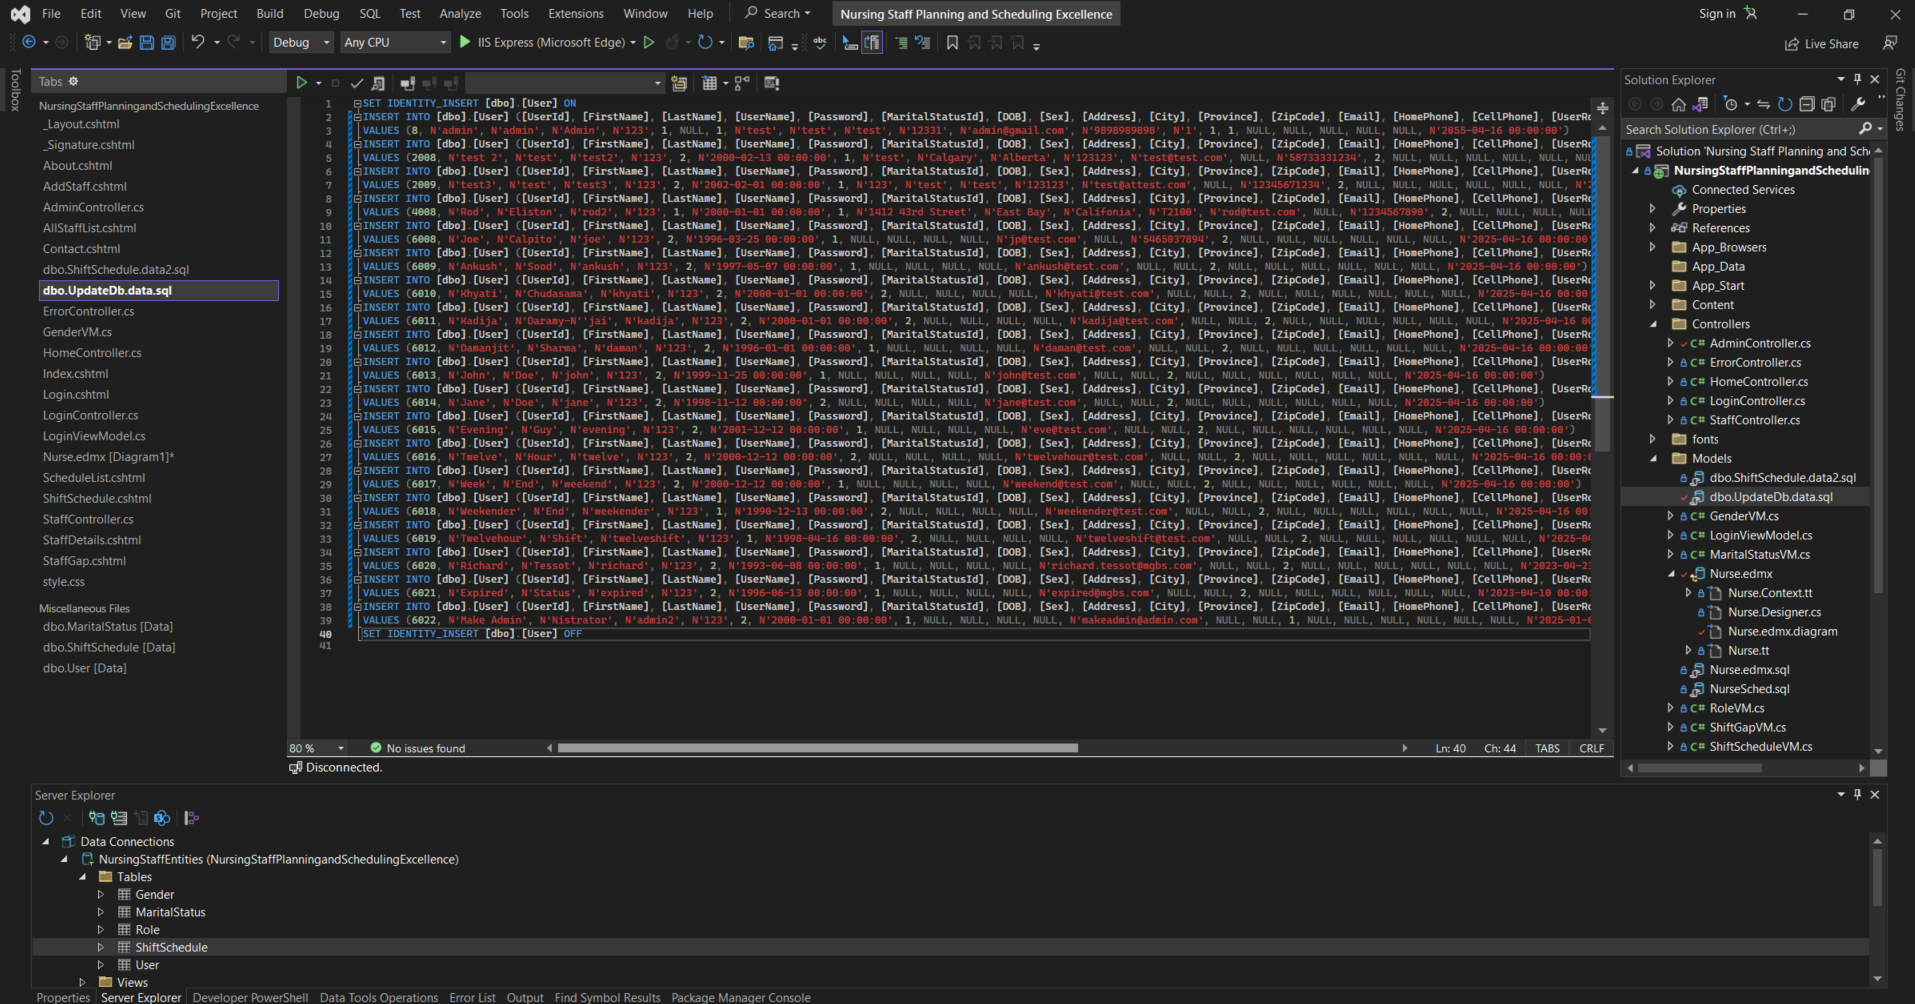 File Edit View Git Project Build Debug SQL Test Analyze Tools Extensions Window Help Search Nursing Staff Planning and Scheduling Excellence Sign in
Debug Any CPU IIS Express (Microsoft Edge) Live Share
Toolbox
Tabs
NursingStaffPlanningandSchedulingExcellence
_Layout.cshtml
_Signature.cshtml
About.cshtml
AddStaff.cshtml
AdminController.cs
AllStaffList.cshtml
Contact.cshtml
dbo.ShiftSchedule.data2.sql
dbo.UpdateDb.data.sql
ErrorController.cs
GenderVM.cs
HomeController.cs
Index.cshtml
Login.cshtml
LoginController.cs
LoginViewModel.cs
Nurse.edmx [Diagram1]*
ScheduleList.cshtml
ShiftSchedule.cshtml
StaffController.cs
StaffDetails.cshtml
StaffGap.cshtml
style.css
Miscellaneous Files
dbo.MaritalStatus [Data]
dbo.ShiftSchedule [Data]
dbo.User [Data]
1 SET IDENTITY_INSERT [dbo].[User] ON
2 INSERT INTO [dbo].[User] ([UserId], [FirstName], [LastName], [UserName], [Password], [MaritalStatusId], [DOB], [Sex], [Address], [City], [Province], [ZipCode], [Email], [HomePhone], [CellPhone], [UserRo
3 VALUES (8, N'admin', N'admin', N'Admin', N'123', 1, NULL, 1, N'test', N'test', N'test', N'12331', N'admin@gmail.com', N'9898989898', N'1', 1, 1, NULL, NULL, NULL, NULL, NULL, N'2055-04-16 00:00:00')
4 INSERT INTO [dbo].[User] ([UserId], [FirstName], [LastName], [UserName], [Password], [MaritalStatusId], [DOB], [Sex], [Address], [City], [Province], [ZipCode], [Email], [HomePhone], [CellPhone], [UserRo
5 VALUES (2008, N'test 2', N'test', N'test2', N'123', 2, N'2000-02-13 00:00:00', 1, N'test', N'Calgary', N'Alberta', N'123123', N'test@test.com', NULL, N'58733331234', 2, NULL, NULL, NULL, NULL, NUL
6 INSERT INTO [dbo].[User] ([UserId], [FirstName], [LastName], [UserName], [Password], [MaritalStatusId], [DOB], [Sex], [Address], [City], [Province], [ZipCode], [Email], [HomePhone], [CellPhone], [UserRo
7 VALUES (2009, N'test3', N'test', N'test3', N'123', 2, N'2002-02-01 00:00:00', 1, N'123', N'test', N'test', N'123123', N'test@attest.com', NULL, N'12345671234', 2, NULL, NULL, NULL, NULL, NULL, N'2
8 INSERT INTO [dbo].[User] ([UserId], [FirstName], [LastName], [UserName], [Password], [MaritalStatusId], [DOB], [Sex], [Address], [City], [Province], [ZipCode], [Email], [HomePhone], [CellPhone], [UserRo
9 VALUES (4008, N'Rod', N'Eliston', N'rod2', N'123', 1, N'2000-01-01 00:00:00', 1, N'1412 43rd Street', N'East Bay', N'Califonia', N'T2100', N'rod@test.com', NULL, N'1234567890', 2, NULL, NULL, NULL, NUL
10 INSERT INTO [dbo].[User] ([UserId], [FirstName], [LastName], [UserName], [Password], [MaritalStatusId], [DOB], [Sex], [Address], [City], [Province], [ZipCode], [Email], [HomePhone], [CellPhone], [UserRo
11 VALUES (6008, N'Joe', N'Calpito', N'joe', N'123', 2, N'1996-03-25 00:00:00', 1, NULL, NULL, NULL, NULL, N'jp@test.com', NULL, N'5465037894', 2, NULL, NULL, NULL, NULL, NULL, NULL, N'2025-04-16 00:00:00'
12 INSERT INTO [dbo].[User] ([UserId], [FirstName], [LastName], [UserName], [Password], [MaritalStatusId], [DOB], [Sex], [Address], [City], [Province], [ZipCode], [Email], [HomePhone], [CellPhone], [UserRo
13 VALUES (6009, N'Ankush', N'Sood', N'ankush', N'123', 2, N'1997-05-07 00:00:00', 1, NULL, NULL, NULL, NULL, N'ankush@test.com', NULL, NULL, 2, NULL, NULL, NULL, NULL, NULL, NULL, N'2025-04-16 00:00:00')
14 INSERT INTO [dbo].[User] ([UserId], [FirstName], [LastName], [UserName], [Password], [MaritalStatusId], [DOB], [Sex], [Address], [City], [Province], [ZipCode], [Email], [HomePhone], [CellPhone], [UserRo
15 VALUES (6010, N'Khyati', N'Chudasama', N'khyati', N'123', 2, N'2000-01-01 00:00:00', 2, NULL, NULL, NULL, NULL, N'khyati@test.com', NULL, NULL, 2, NULL, NULL, NULL, NULL, NULL, NULL, N'2025-04-16 00:00
16 INSERT INTO [dbo].[User] ([UserId], [FirstName], [LastName], [UserName], [Password], [MaritalStatusId], [DOB], [Sex], [Address], [City], [Province], [ZipCode], [Email], [HomePhone], [CellPhone], [UserRo
17 VALUES (6011, N'Kadija', N'Daramy-N''jai', N'kadija', N'123', 2, N'2000-01-01 00:00:00', 2, NULL, NULL, NULL, NULL, N'kadija@test.com', NULL, NULL, 2, NULL, NULL, NULL, NULL, NULL, NULL, N'2025-04-16 00
18 INSERT INTO [dbo].[User] ([UserId], [FirstName], [LastName], [UserName], [Password], [MaritalStatusId], [DOB], [Sex], [Address], [City], [Province], [ZipCode], [Email], [HomePhone], [CellPhone], [UserRo
19 VALUES (6012, N'Damanjit', N'Sharma', N'daman', N'123', 2, N'1996-01-01 00:00:00', 1, NULL, NULL, NULL, NULL, N'daman@test.com', NULL, NULL, 2, NULL, NULL, NULL, NULL, NULL, NULL, N'2025-04-16 00:00:00'
20 INSERT INTO [dbo].[User] ([UserId], [FirstName], [LastName], [UserName], [Password], [MaritalStatusId], [DOB], [Sex], [Address], [City], [Province], [ZipCode], [Email], [HomePhone], [CellPhone], [UserRo
21 VALUES (6013, N'John', N'Doe', N'john', N'123', 2, N'1999-11-25 00:00:00', 1, NULL, NULL, NULL, NULL, N'john@test.com', NULL, NULL, 2, NULL, NULL, NULL, NULL, NULL, NULL, N'2025-04-16 00:00:00')
22 INSERT INTO [dbo].[User] ([UserId], [FirstName], [LastName], [UserName], [Password], [MaritalStatusId], [DOB], [Sex], [Address], [City], [Province], [ZipCode], [Email], [HomePhone], [CellPhone], [UserRo
23 VALUES (6014, N'Jane', N'Doe', N'jane', N'123', 2, N'1998-11-12 00:00:00', 2, NULL, NULL, NULL, NULL, N'jane@test.com', NULL, NULL, 2, NULL, NULL, NULL, NULL, NULL, NULL, N'2025-04-16 00:00:00')
24 INSERT INTO [dbo].[User] ([UserId], [FirstName], [LastName], [UserName], [Password], [MaritalStatusId], [DOB], [Sex], [Address], [City], [Province], [ZipCode], [Email], [HomePhone], [CellPhone], [UserRo
25 VALUES (6015, N'Evening', N'Guy', N'evening', N'123', 2, N'2001-12-12 00:00:00', 1, NULL, NULL, NULL, NULL, N'eve@test.com', NULL, NULL, 2, NULL, NULL, NULL, NULL, NULL, NULL, N'2025-04-16 00:00:00')
26 INSERT INTO [dbo].[User] ([UserId], [FirstName], [LastName], [UserName], [Password], [MaritalStatusId], [DOB], [Sex], [Address], [City], [Province], [ZipCode], [Email], [HomePhone], [CellPhone], [UserRo
27 VALUES (6016, N'Twelve', N'Hour', N'twelve', N'123', 2, N'2000-12-12 00:00:00', 2, NULL, NULL, NULL, NULL, N'twelvehour@test.com', NULL, NULL, 2, NULL, NULL, NULL, NULL, NULL, NULL, N'2025-04-16 00:00:0
28 INSERT INTO [dbo].[User] ([UserId], [FirstName], [LastName], [UserName], [Password], [MaritalStatusId], [DOB], [Sex], [Address], [City], [Province], [ZipCode], [Email], [HomePhone], [CellPhone], [UserRo
29 VALUES (6017, N'Week', N'End', N'weekend', N'123', 2, N'2000-12-12 00:00:00', 1, NULL, NULL, NULL, NULL, N'weekend@test.com', NULL, NULL, 2, NULL, NULL, NULL, NULL, NULL, NULL, N'2025-04-16 00:00:00')
30 INSERT INTO [dbo].[User] ([UserId], [FirstName], [LastName], [UserName], [Password], [MaritalStatusId], [DOB], [Sex], [Address], [City], [Province], [ZipCode], [Email], [HomePhone], [CellPhone], [UserRo
31 VALUES (6018, N'Weekender', N'End', N'weekender', N'123', 1, N'1990-12-13 00:00:00', 2, NULL, NULL, NULL, NULL, N'weekender@test.com', NULL, NULL, 2, NULL, NULL, NULL, NULL, NULL, NULL, N'2025-04-16 00:
32 INSERT INTO [dbo].[User] ([UserId], [FirstName], [LastName], [UserName], [Password], [MaritalStatusId], [DOB], [Sex], [Address], [City], [Province], [ZipCode], [Email], [HomePhone], [CellPhone], [UserRo
33 VALUES (6019, N'Twelvehour', N'Shift', N'twelveshift', N'123', 1, N'1998-04-16 00:00:00', 2, NULL, NULL, NULL, NULL, N'twelveshift@test.com', NULL, NULL, 2, NULL, NULL, NULL, NULL, NULL, NULL, N'2025-04
34 INSERT INTO [dbo].[User] ([UserId], [FirstName], [LastName], [UserName], [Password], [MaritalStatusId], [DOB], [Sex], [Address], [City], [Province], [ZipCode], [Email], [HomePhone], [CellPhone], [UserRo
35 VALUES (6020, N'Richard', N'Tessot', N'richard', N'123', 2, N'1993-06-08 00:00:00', 1, NULL, NULL, NULL, NULL, N'richard.tessot@mgbs.com', NULL, NULL, 2, NULL, NULL, NULL, NULL, NULL, NULL, N'2023-04-23
36 INSERT INTO [dbo].[User] ([UserId], [FirstName], [LastName], [UserName], [Password], [MaritalStatusId], [DOB], [Sex], [Address], [City], [Province], [ZipCode], [Email], [HomePhone], [CellPhone], [UserRo
37 VALUES (6021, N'Expired', N'Status', N'expired', N'123', 2, N'1996-06-13 00:00:00', 1, NULL, NULL, NULL, NULL, N'expired@mgbs.com', NULL, NULL, 2, NULL, NULL, NULL, NULL, NULL, NULL, N'2023-04-10 00:00:
38 INSERT INTO [dbo].[User] ([UserId], [FirstName], [LastName], [UserName], [Password], [MaritalStatusId], [DOB], [Sex], [Address], [City], [Province], [ZipCode], [Email], [HomePhone], [CellPhone], [UserRo
39 VALUES (6022, N'Make Admin', N'Nistrator', N'admin2', N'123', 2, N'2000-01-01 00:00:00', 1, NULL, NULL, NULL, NULL, N'makeadmin@admin.com', NULL, NULL, 1, NULL, NULL, NULL, NULL, NULL, NULL, N'2025-01-0
40 SET IDENTITY_INSERT [dbo].[User] OFF
41
80 % No issues found Ln: 40 Ch: 44 TABS CRLF
Disconnected.
Solution Explorer
Search Solution Explorer (Ctrl+;)
Solution 'Nursing Staff Planning and Sche
NursingStaffPlanningandSchedulin
Connected Services
Properties
References
App_Browsers
App_Data
App_Start
Content
Controllers
AdminController.cs
ErrorController.cs
HomeController.cs
LoginController.cs
StaffController.cs
fonts
Models
dbo.ShiftSchedule.data2.sql
dbo.UpdateDb.data.sql
GenderVM.cs
LoginViewModel.cs
MaritalStatusVM.cs
Nurse.edmx
Nurse.Context.tt
Nurse.Designer.cs
Nurse.edmx.diagram
Nurse.tt
Nurse.edmx.sql
NurseSched.sql
RoleVM.cs
ShiftGapVM.cs
ShiftScheduleVM.cs
Git Changes
Server Explorer
Data Connections
NursingStaffEntities (NursingStaffPlanningandSchedulingExcellence)
Tables
Gender
MaritalStatus
Role
ShiftSchedule
User
Views
Properties Server Explorer Developer PowerShell Data Tools Operations Error List Output Find Symbol Results Package Manager Console